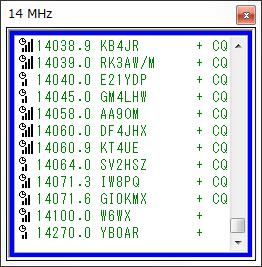 14 MHz
14038.9 KB4JR + CQ
14039.0 RK3AW/M + CQ
14040.0 E21YDP + CQ
14045.0 GM4LHW + CQ
14058.0 AA9OM + CQ
14060.0 DF4JHX + CQ
14060.9 KT4UE + CQ
14064.0 SV2HSZ + CQ
14071.3 IW8PQ + CQ
14071.6 GI0KMX + CQ
14100.0 W6WX +
14270.0 YB0AR +